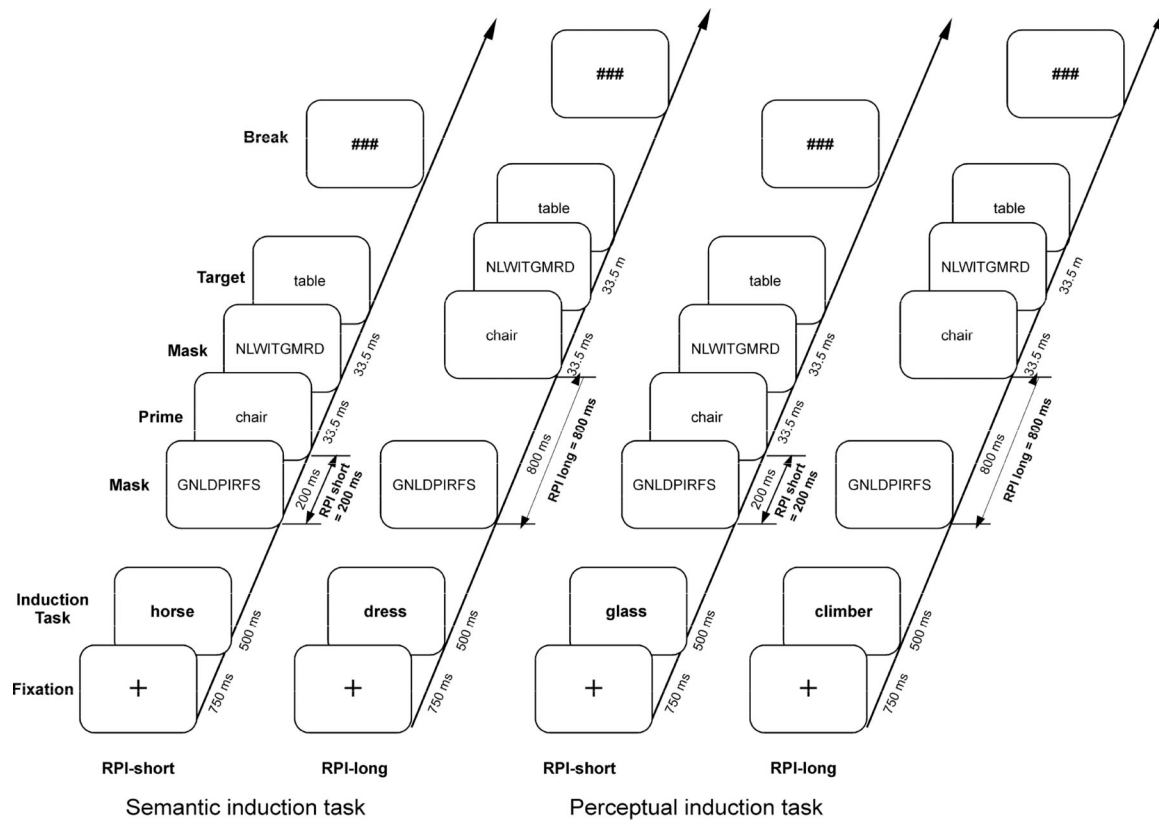 ###
###
Break
###
###
table
table
Target
table
NLWITGMRD
table
NLWITGMRD
33.5 m
33.5 m
Mask
NLWITGMRD
33.5 ms
chair
33.5 ms
NLWITGMRD
33.5 ms
chair
33.5 ms
Prime
chair
33.5 ms
chair
33.5 ms
Mask
GNLDPIRFS
200 ms
RPI short
= 200 ms
GNLDPIRFS
800 ms
RPI long = 800 ms
GNLDPIRFS
200 ms
RPI short
= 200 ms
GNLDPIRFS
800 ms
RPI long = 800 ms
Induction
Task
horse
500 ms
dress
500 ms
glass
500 ms
climber
500 ms
Fixation
+
750 ms
+
750 ms
+
750 ms
+
750 ms
RPI-short
RPI-long
RPI-short
RPI-long
Semantic induction task
Perceptual induction task